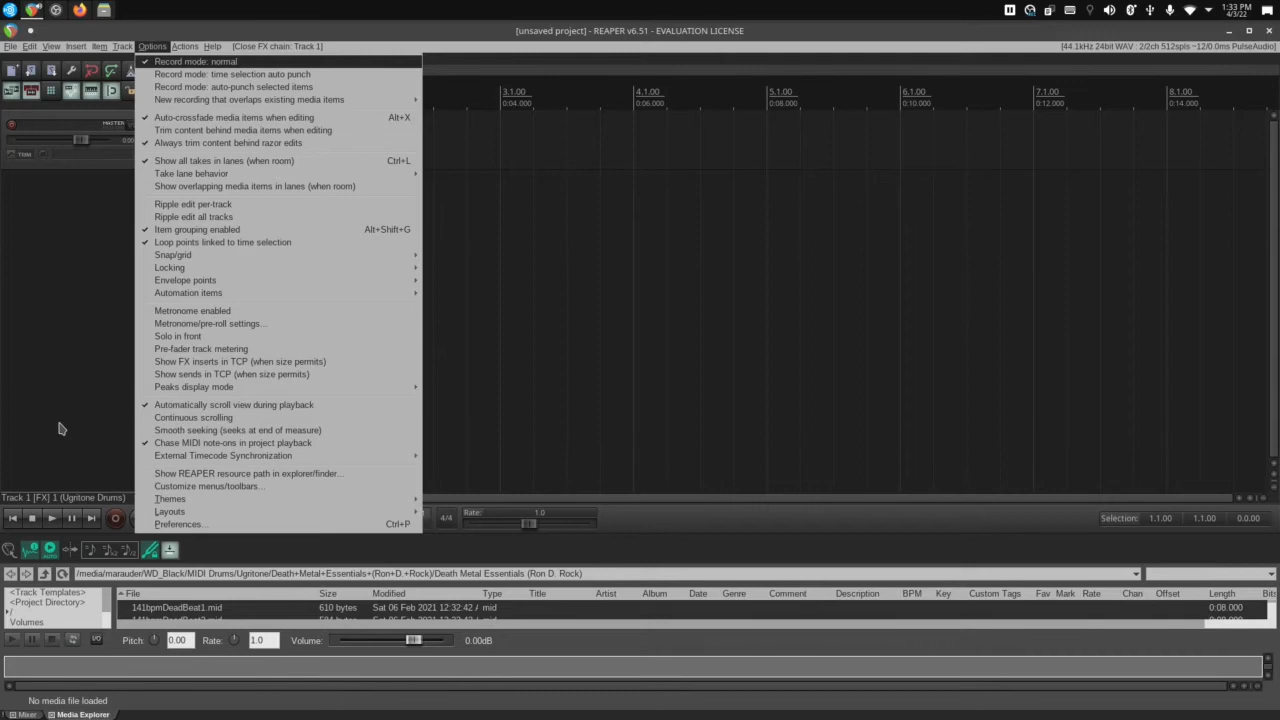 1:33 PM
4/3/22
[unsaved project] - REAPER v6.51 - EVALUATION LICENSE
File Edit View Insert Item Track Options Actions Help [Close FX chain: Track 1]
[44.1kHz 24bit WAV : 2/2ch 512spls ~12/0.0ms PulseAudio]
Record mode: normal
Record mode: time selection auto punch
Record mode: auto-punch selected items
New recording that overlaps existing media items
Auto-crossfade media items when editing Alt+X
Trim content behind media items when editing
Always trim content behind razor edits
Show all takes in lanes (when room) Ctrl+L
Take lane behavior
Show overlapping media items in lanes (when room)
Ripple edit per-track
Ripple edit all tracks
Item grouping enabled Alt+Shift+G
Loop points linked to time selection
Snap/grid
Locking
Envelope points
Automation items
Metronome enabled
Metronome/pre-roll settings...
Solo in front
Pre-fader track metering
Show FX inserts in TCP (when size permits)
Show sends in TCP (when size permits)
Peaks display mode
Automatically scroll view during playback
Continuous scrolling
Smooth seeking (seeks at end of measure)
Chase MIDI note-ons in project playback
External Timecode Synchronization
Show REAPER resource path in explorer/finder...
Customize menus/toolbars...
Themes
Layouts
Preferences... Ctrl+P
3.1.00 4.1.00 5.1.00 6.1.00 7.1.00 8.1.00
0:04.000 0:06.000 0:08.000 0:10.000 0:12.000 0:14.000
MASTER
0.00
TRIM
Track 1 [FX] 1 (Ugritone Drums)
4/4 Rate: 1.0
Selection: 1.1.00 1.1.00 0.0.00
/media/marauder/WD_Black/MIDI Drums/Ugritone/Death+Metal+Essentials+(Ron+D.+Rock)/Death Metal Essentials (Ron D. Rock)
<Track Templates>
<Project Directory>
/
Volumes
File Size Modified Type Title Artist Album Date Genre Comment Description BPM Key Custom Tags Fav Mark Rate Chan Offset Length Bits
141bpmDeadBeat1.mid 610 bytes Sat 06 Feb 2021 12:32:42 / mid 0:08.000
I/O Pitch: 0.00 Rate: 1.0 Volume: 0.00dB
No media file loaded
Mixer Media Explorer